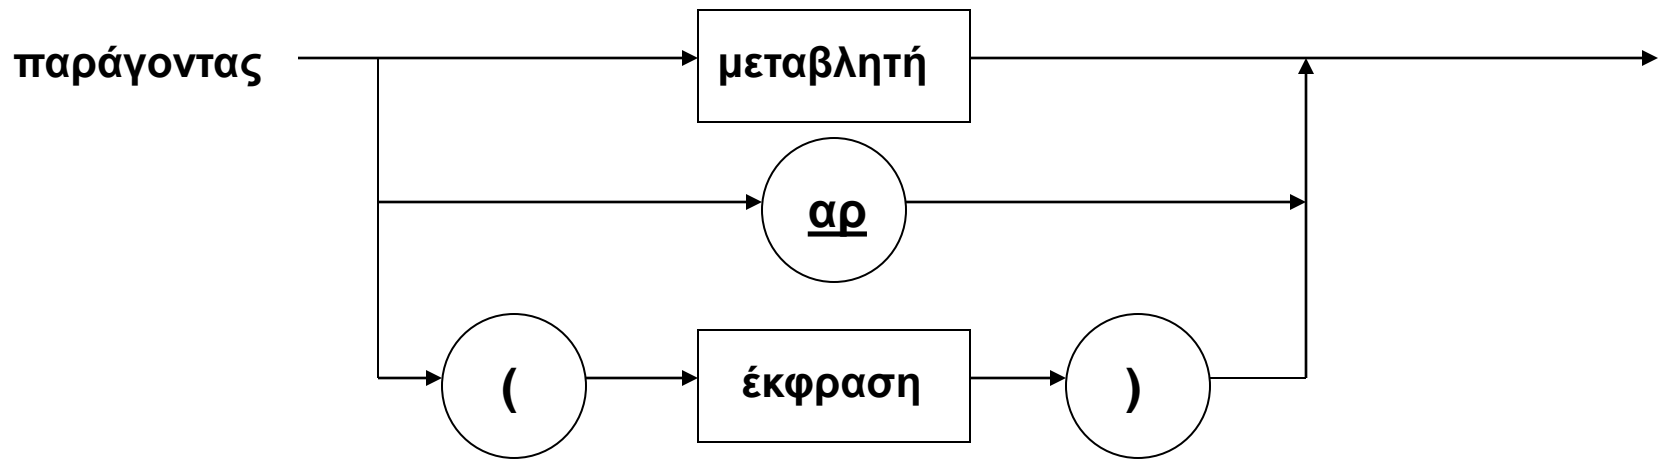 παράγοντας
μεταβλητή
αρ
(
έκφραση
)